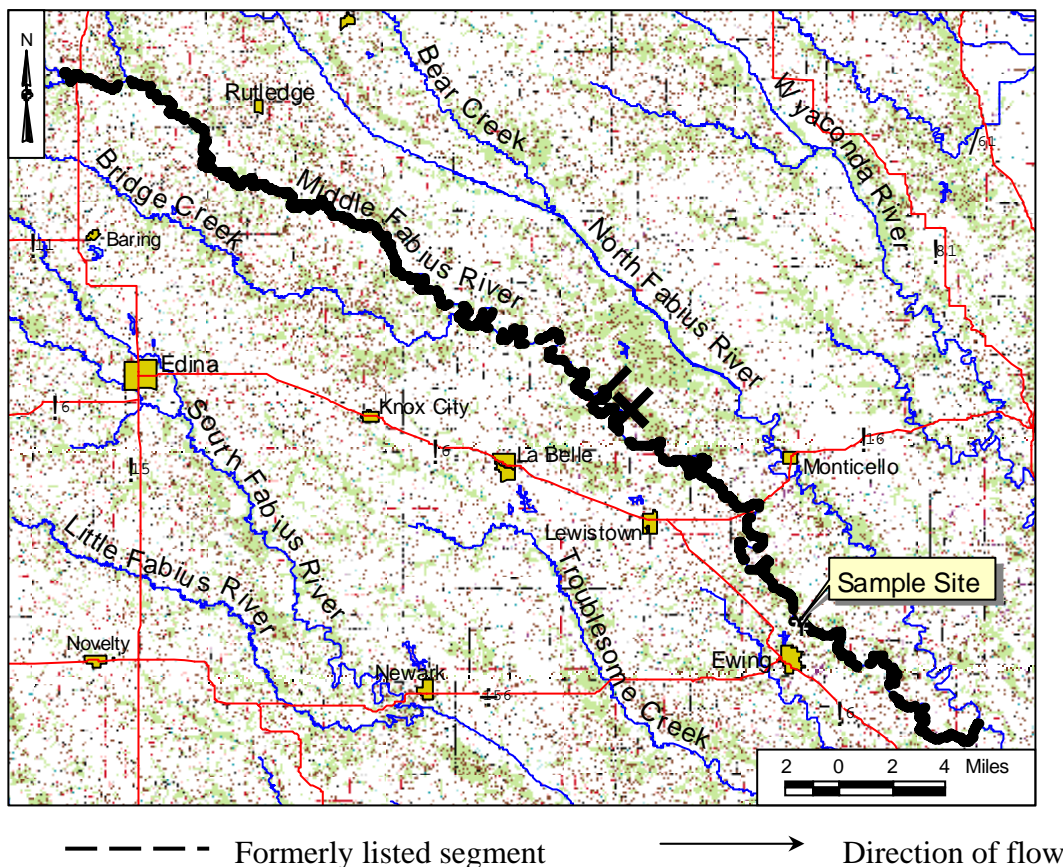 N
Rutledge
Bear Creek
Wyaconda River
61
Bridge Creek
Middle Fabius River
North Fabius River
Baring
11
81
Edina
6
Knox City
South Fabius River
6
La Belle
16
Monticello
15
Lewistown
Little Fabius River
Troublesome Creek
Sample Site
Novelty
Newark
Ewing
156
6
2 0 2 4 Miles
Formerly listed segment
Direction of flow